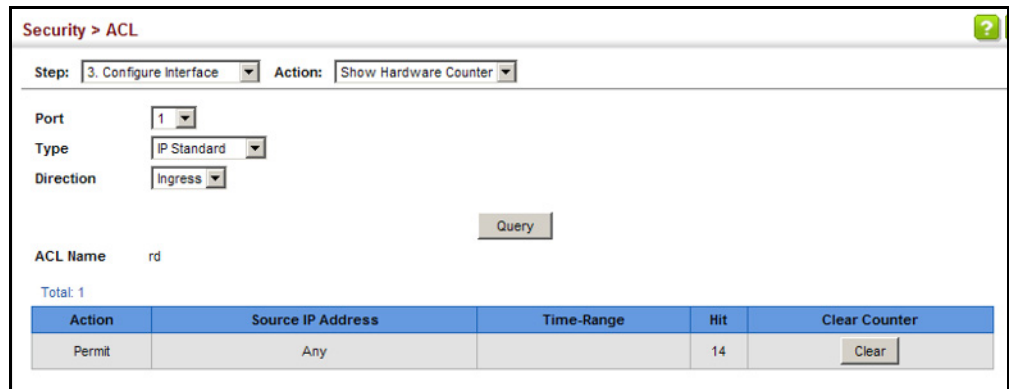 Security > ACL
?
Step: 3. Configure Interface Action: Show Hardware Counter
Port 1
Type IP Standard
Direction Ingress
Query
ACL Name rd
Total: 1
Action Source IP Address Time-Range Hit Clear Counter
Permit Any 14 Clear